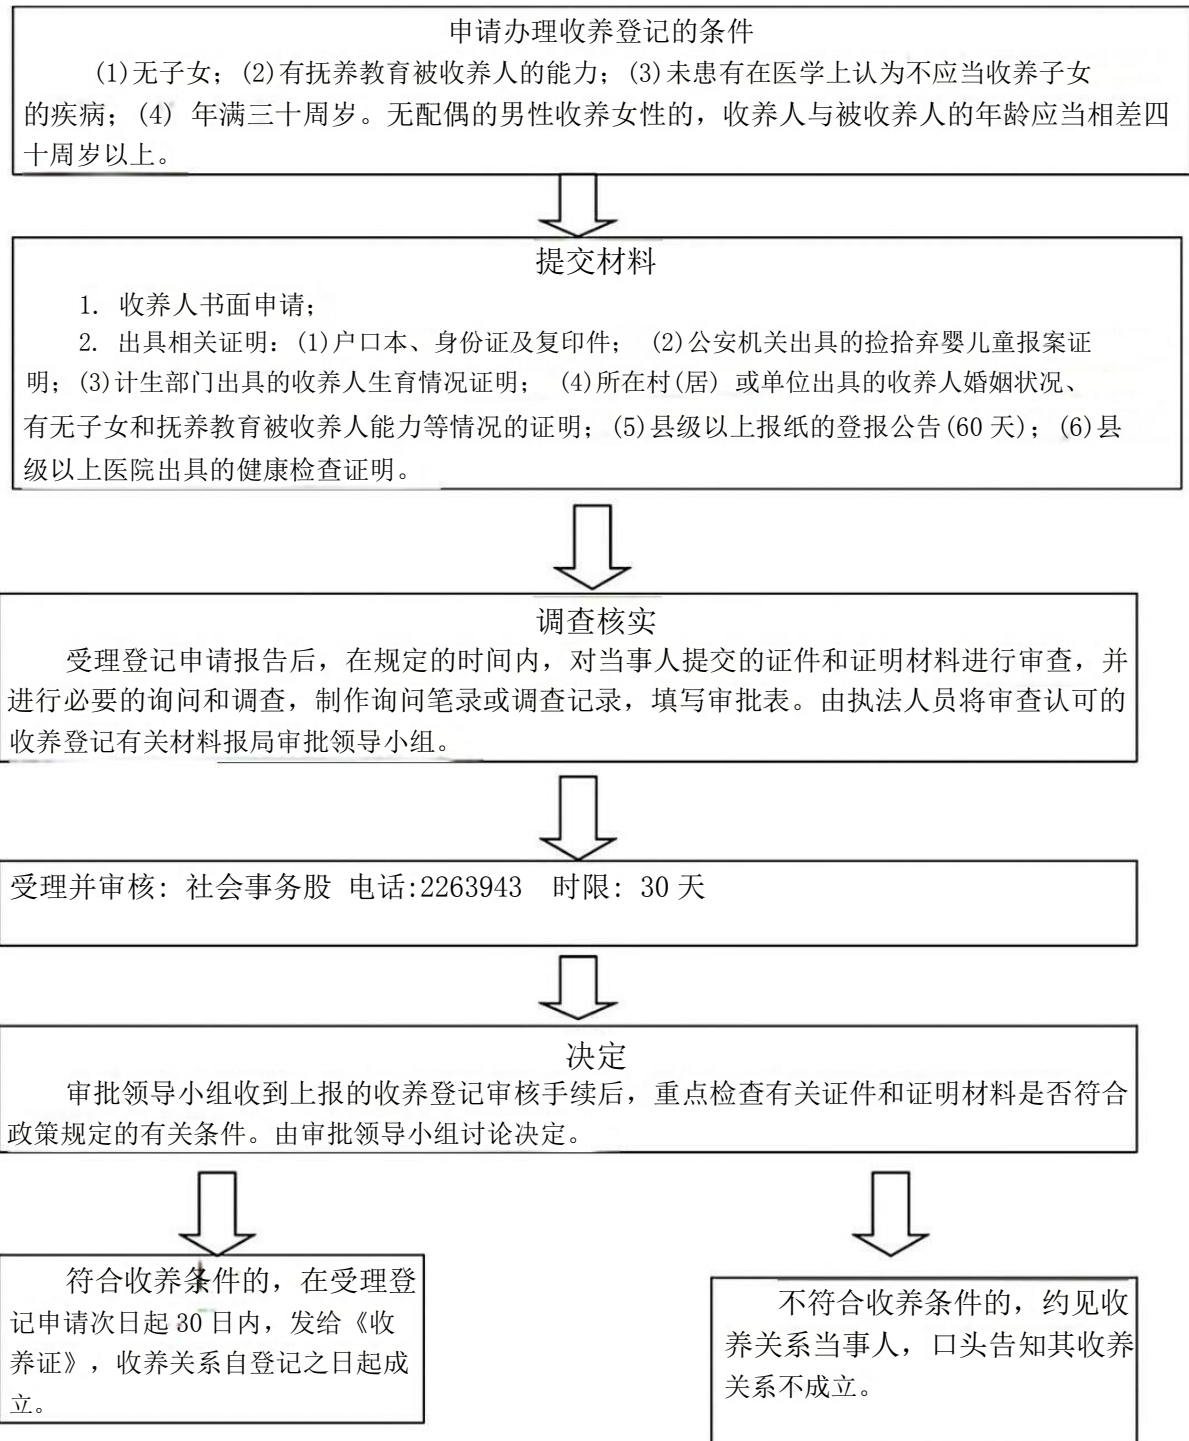 申请办理收养登记的条件
(1)无子女；(2)有抚养教育被收养人的能力；(3)未患有在医学上认为不应当收养子女
的疾病；(4) 年满三十周岁。无配偶的男性收养女性的，收养人与被收养人的年龄应当相差四
十周岁以上。
提交材料
1. 收养人书面申请；
2. 出具相关证明：(1)户口本、身份证及复印件； (2)公安机关出具的捡拾弃婴儿童报案证
明；(3)计生部门出具的收养人生育情况证明； (4)所在村(居) 或单位出具的收养人婚姻状况、
有无子女和抚养教育被收养人能力等情况的证明；(5)县级以上报纸的登报公告(60 天)；(6)县
级以上医院出具的健康检查证明。
调查核实
受理登记申请报告后，在规定的时间内，对当事人提交的证件和证明材料进行审查，并
进行必要的询问和调查，制作询问笔录或调查记录，填写审批表。由执法人员将审查认可的
收养登记有关材料报局审批领导小组。
受理并审核：社会事务股 电话:2263943 时限：30 天
决定
审批领导小组收到上报的收养登记审核手续后，重点检查有关证件和证明材料是否符合
政策规定的有关条件。由审批领导小组讨论决定。
符合收养条件的，在受理登
记申请次日起 30 日内，发给《收
养证》，收养关系自登记之日起成
立。
不符合收养条件的，约见收
养关系当事人，口头告知其收养
关系不成立。